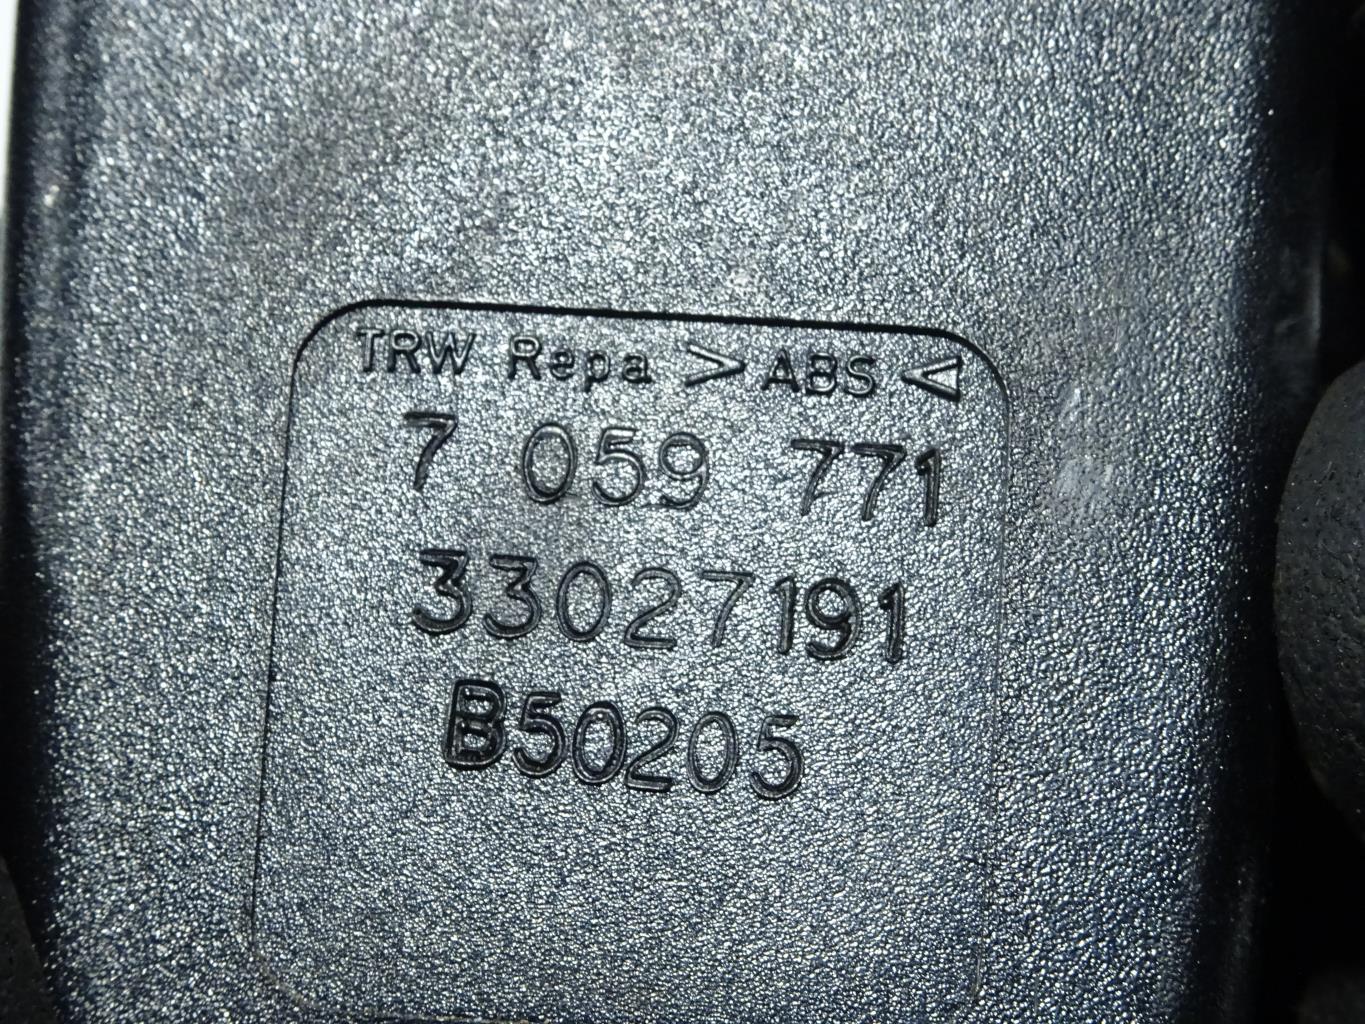 TRW Repa >ABS<
7 059 771
33027191
B50205